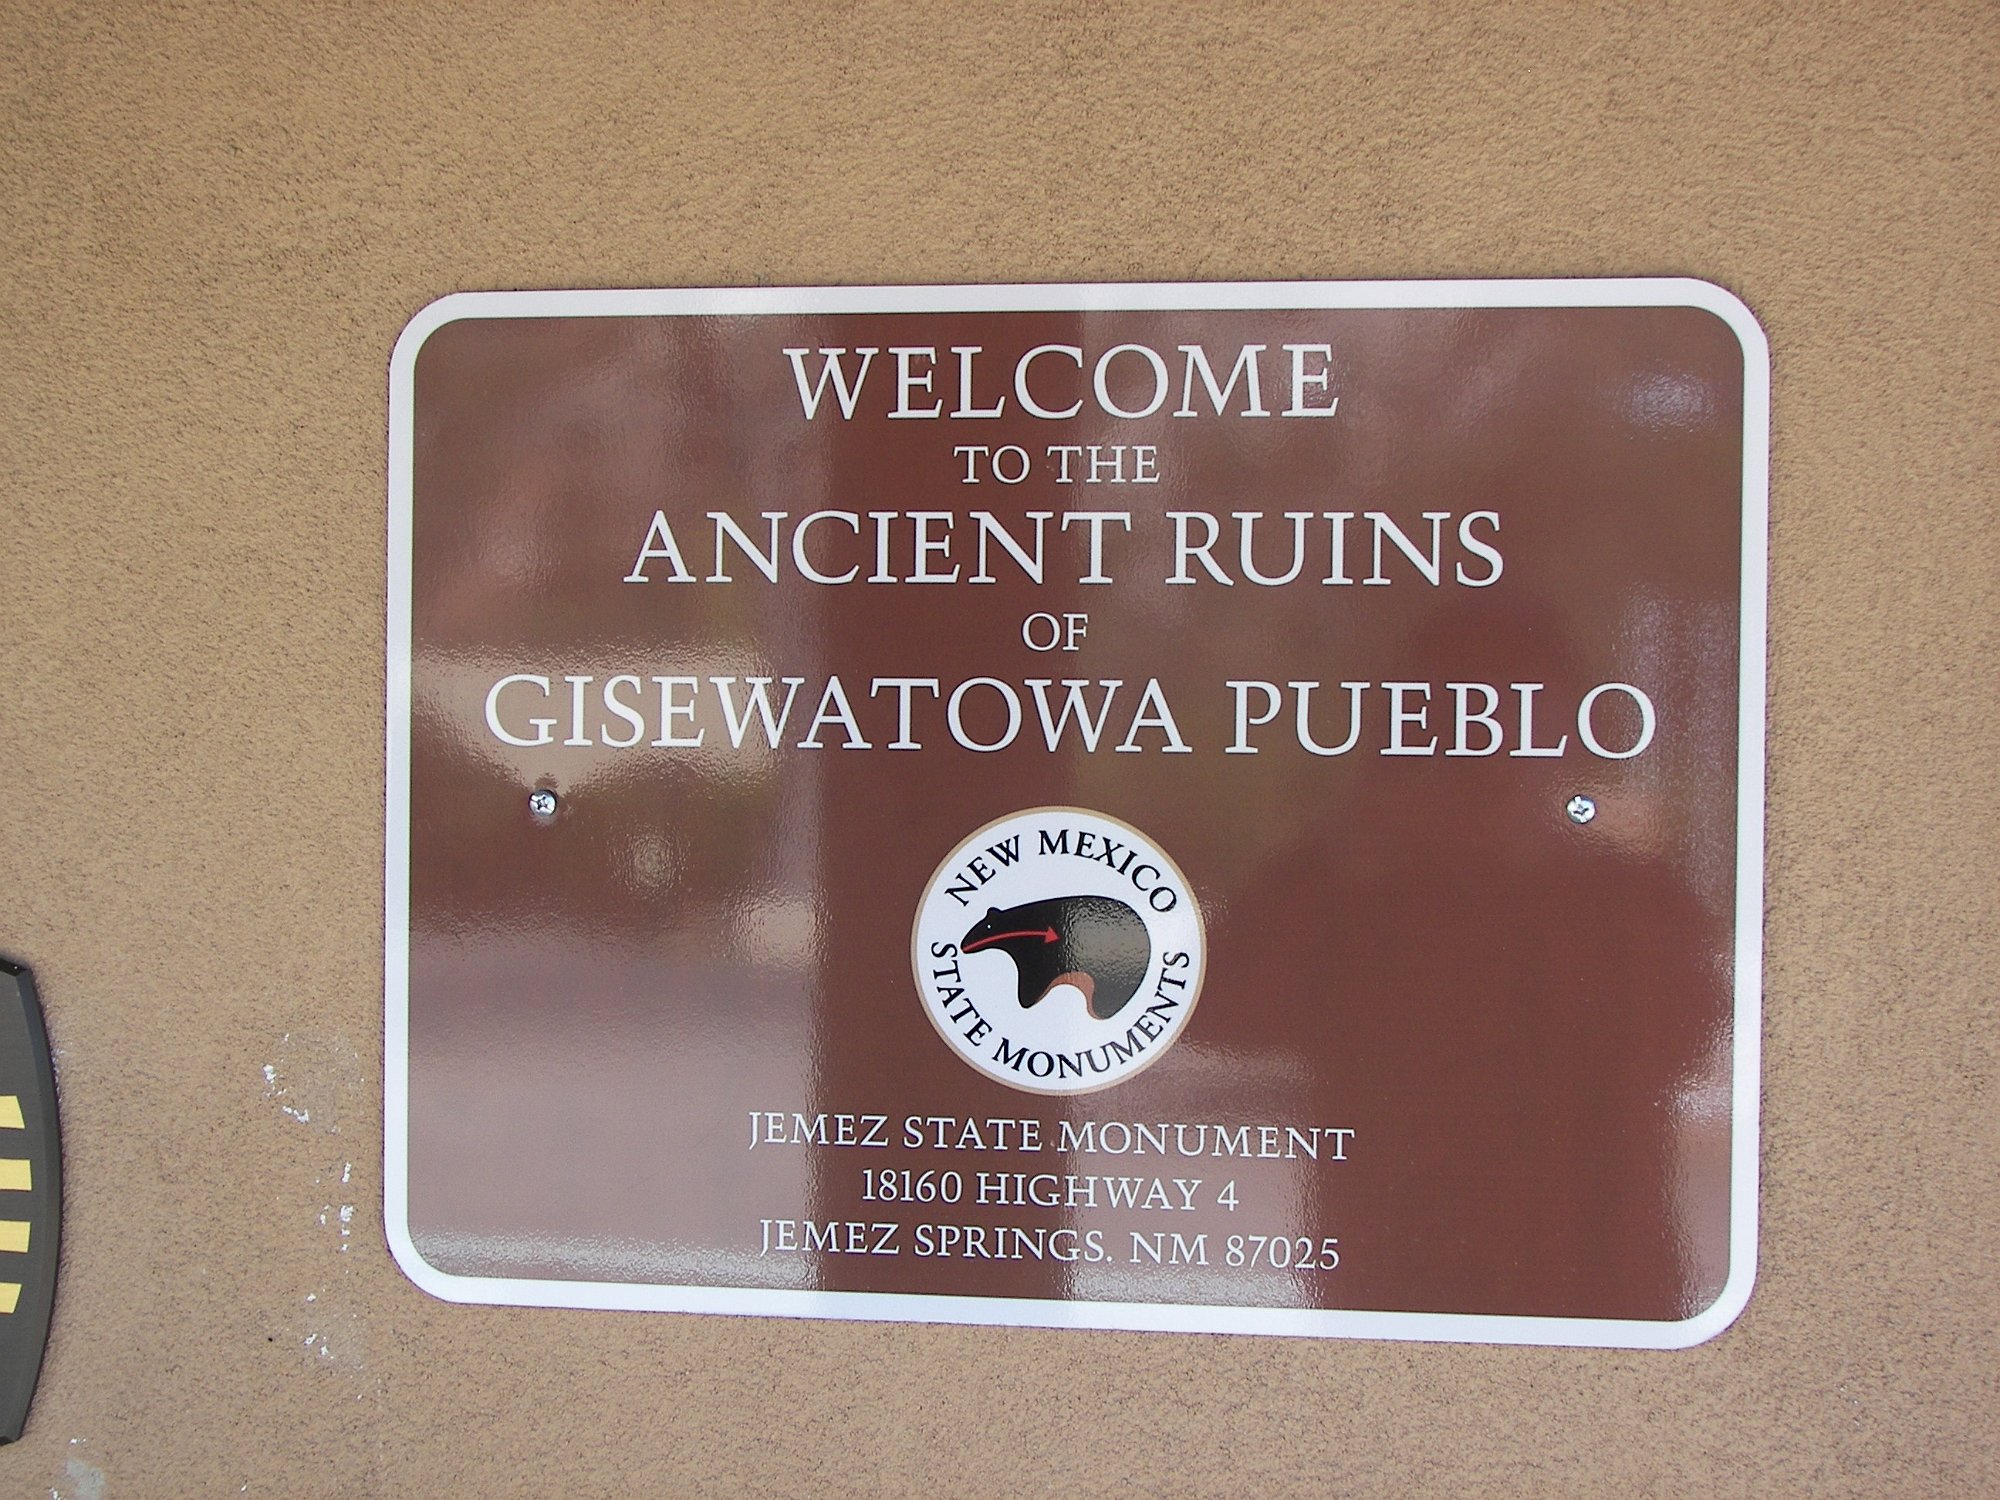 WELCOME
TO THE
ANCIENT RUINS
OF
GISEWATOWA PUEBLO
NEW MEXICO
STATE MONUMENTS
JEMEZ STATE MONUMENT
18160 HIGHWAY 4
JEMEZ SPRINGS. NM 87025